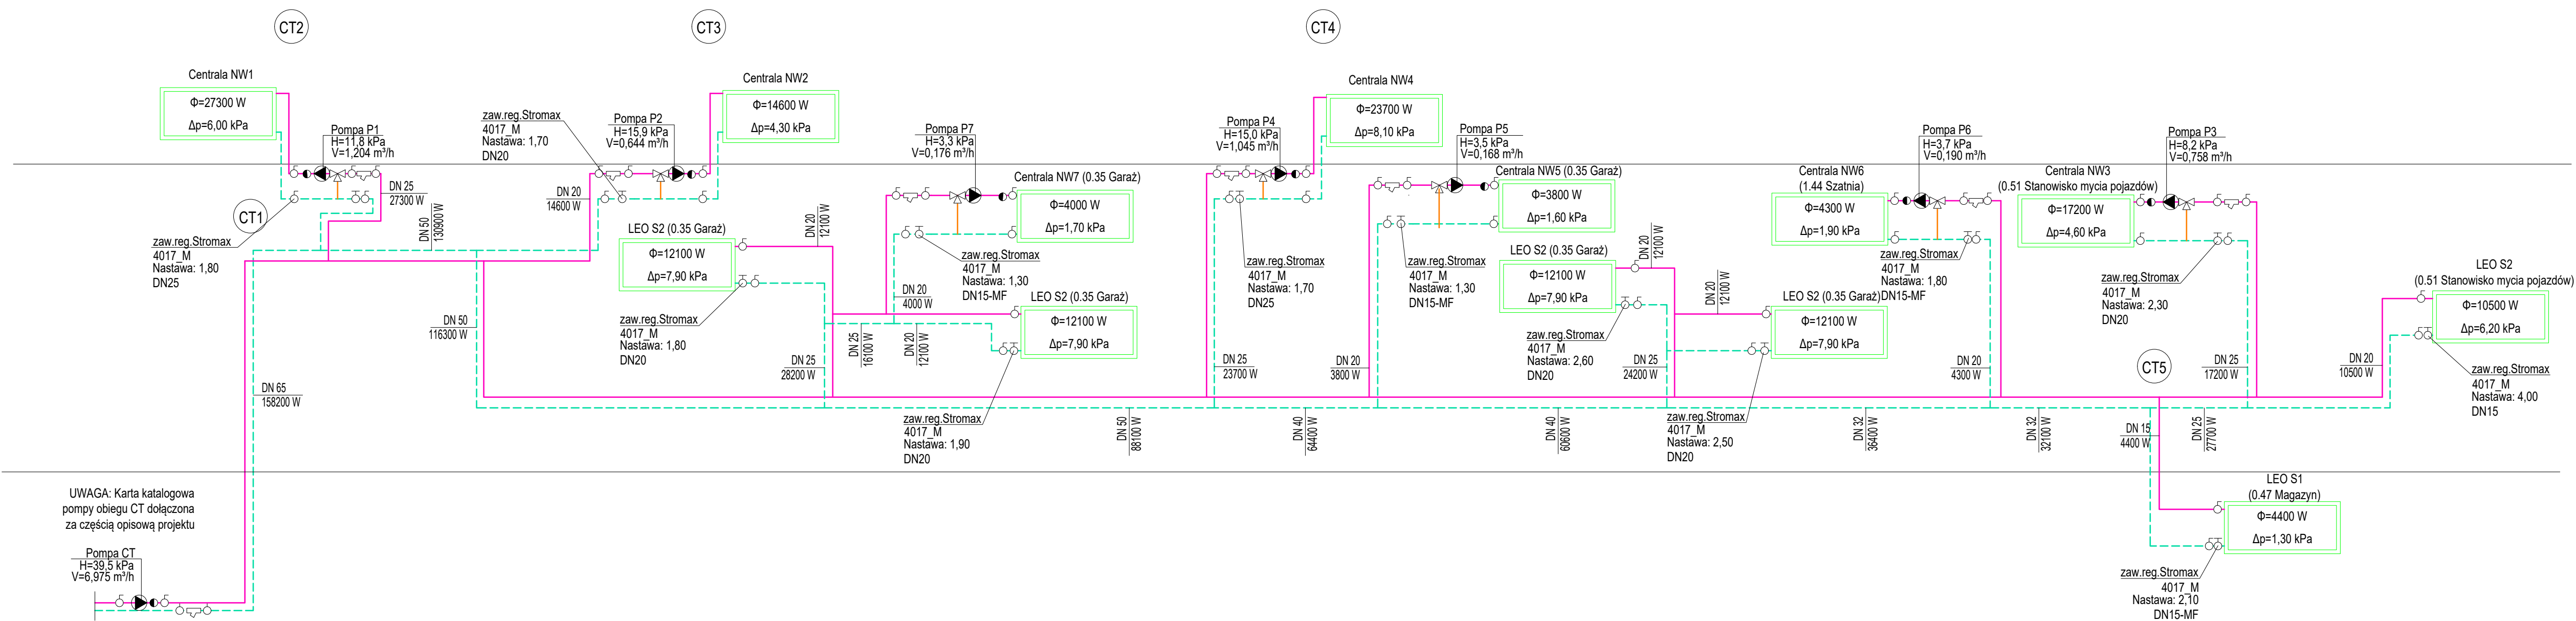 CT2
CT3
CT4
Centrala NW1
Φ=27300 W
Δp=6,00 kPa
Pompa P1
H=11,8 kPa
V=1,204 m³/h
DN 25
27300 W
CT1
zaw.reg.Stromax
4017_M
Nastawa: 1,80
DN25
DN 50
130900 W
zaw.reg.Stromax
4017_M
Nastawa: 1,70
DN20
Pompa P2
H=15,9 kPa
V=0,644 m³/h
Centrala NW2
Φ=14600 W
Δp=4,30 kPa
DN 20
14600 W
LEO S2 (0.35 Garaż)
Φ=12100 W
Δp=7,90 kPa
DN 20
12100 W
zaw.reg.Stromax
4017_M
Nastawa: 1,80
DN20
DN 50
116300 W
DN 65
158200 W
DN 25
28200 W
Pompa P7
H=3,3 kPa
V=0,176 m³/h
Centrala NW7 (0.35 Garaż)
Φ=4000 W
Δp=1,70 kPa
zaw.reg.Stromax
4017_M
Nastawa: 1,30
DN15-MF
DN 20
4000 W
DN 25
16100 W
DN 20
12100 W
LEO S2 (0.35 Garaż)
Φ=12100 W
Δp=7,90 kPa
zaw.reg.Stromax
4017_M
Nastawa: 1,90
DN20
DN 50
88100 W
Pompa P4
H=15,0 kPa
V=1,045 m³/h
Centrala NW4
Φ=23700 W
Δp=8,10 kPa
zaw.reg.Stromax
4017_M
Nastawa: 1,70
DN25
DN 25
23700 W
DN 40
64400 W
Pompa P5
H=3,5 kPa
V=0,168 m³/h
Centrala NW5 (0.35 Garaż)
Φ=3800 W
Δp=1,60 kPa
zaw.reg.Stromax
4017_M
Nastawa: 1,30
DN15-MF
DN 20
3800 W
LEO S2 (0.35 Garaż)
Φ=12100 W
Δp=7,90 kPa
DN 20
12100 W
zaw.reg.Stromax
4017_M
Nastawa: 2,60
DN20
DN 25
24200 W
DN 40
60600 W
DN 20
12100 W
LEO S2 (0.35 Garaż)
Φ=12100 W
Δp=7,90 kPa
zaw.reg.Stromax
4017_M
Nastawa: 2,50
DN20
Pompa P6
H=3,7 kPa
V=0,190 m³/h
Centrala NW6
(1.44 Szatnia)
Φ=4300 W
Δp=1,90 kPa
zaw.reg.Stromax
4017_M
Nastawa: 1,80
DN15-MF
DN 20
4300 W
DN 32
36400 W
DN 32
32100 W
Pompa P3
H=8,2 kPa
V=0,758 m³/h
Centrala NW3
(0.51 Stanowisko mycia pojazdów)
Φ=17200 W
Δp=4,60 kPa
zaw.reg.Stromax
4017_M
Nastawa: 2,30
DN20
CT5
DN 25
17200 W
DN 15
4400 W
DN 25
27700 W
LEO S2
(0.51 Stanowisko mycia pojazdów)
Φ=10500 W
Δp=6,20 kPa
DN 20
10500 W
zaw.reg.Stromax
4017_M
Nastawa: 4,00
DN15
LEO S1
(0.47 Magazyn)
Φ=4400 W
Δp=1,30 kPa
zaw.reg.Stromax
4017_M
Nastawa: 2,10
DN15-MF
UWAGA: Karta katalogowa
pompy obiegu CT dołączona
za częścią opisową projektu
Pompa CT
H=39,5 kPa
V=6,975 m³/h